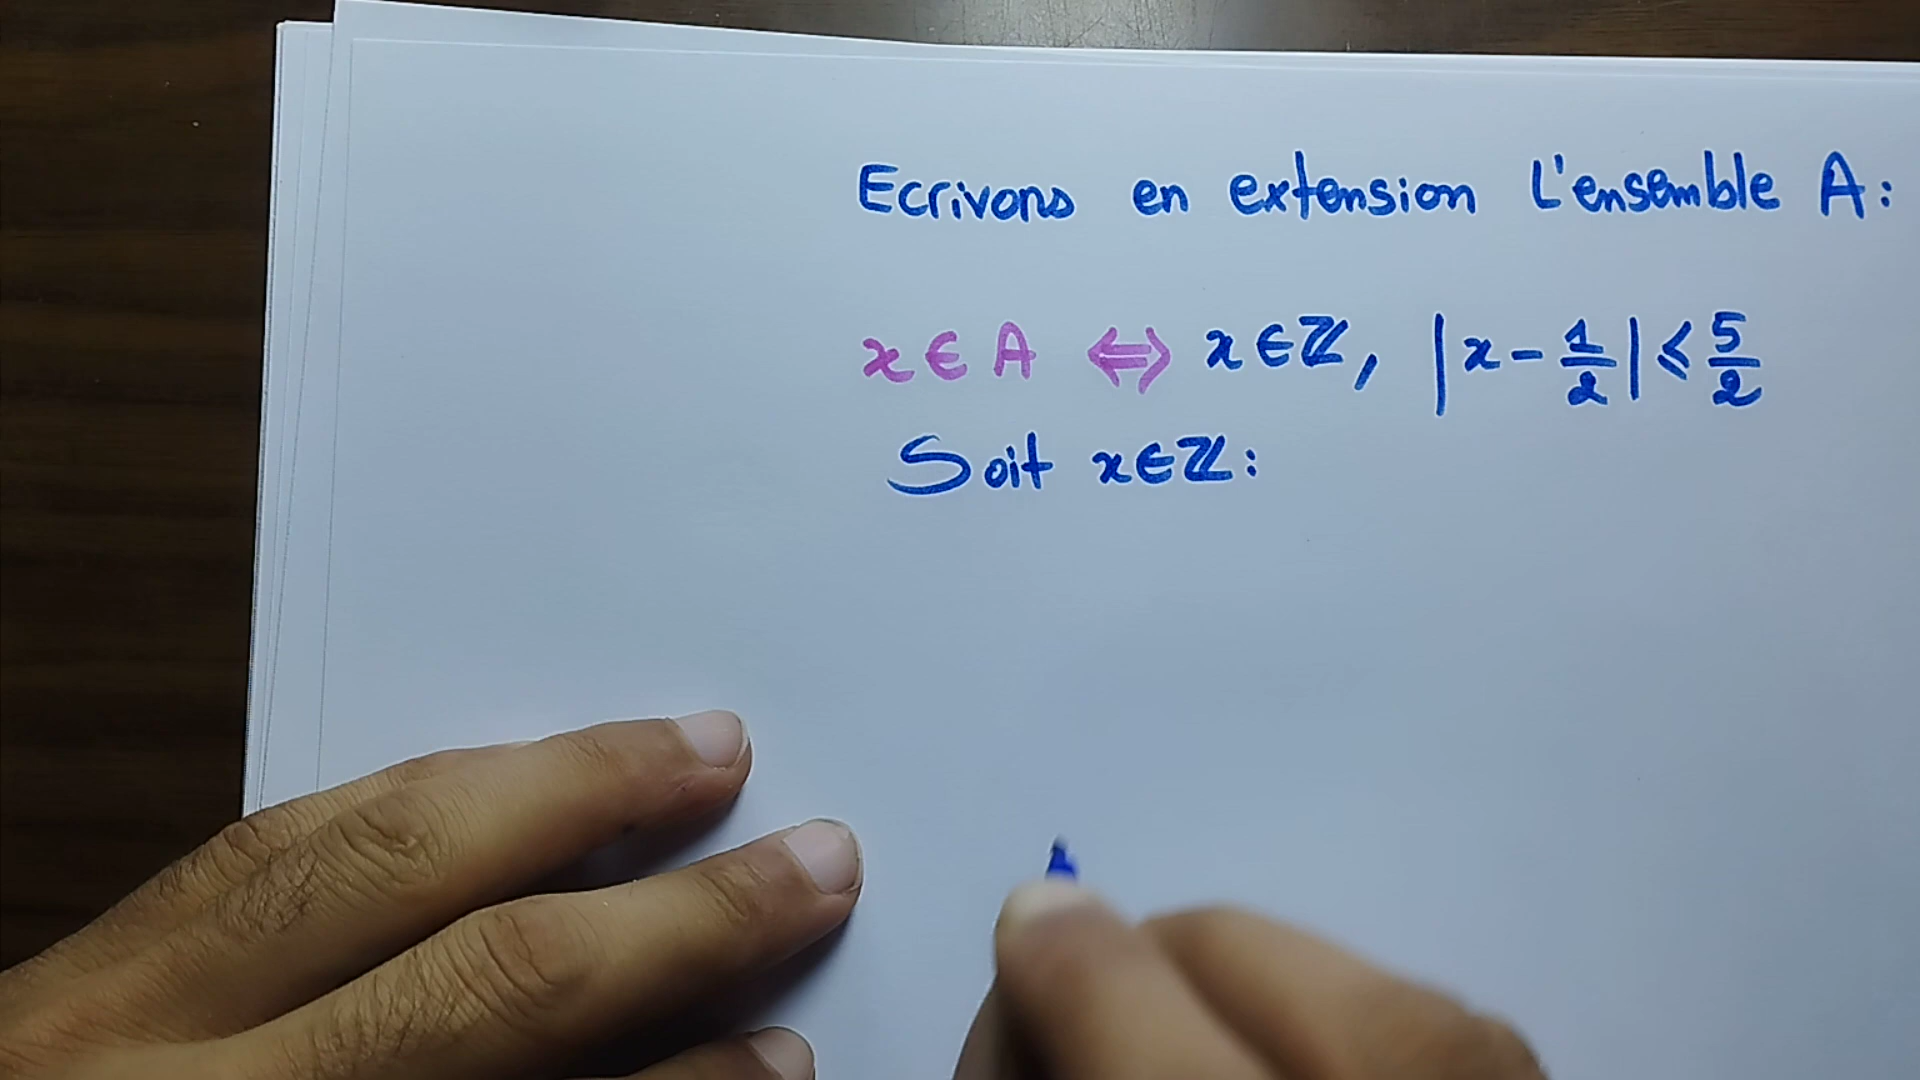 Ecrivons en extension l'ensemble A:
x∈A ⟺ x∈ℤ, |x - 1/2| ⩽ 5/2
Soit x∈ℤ: